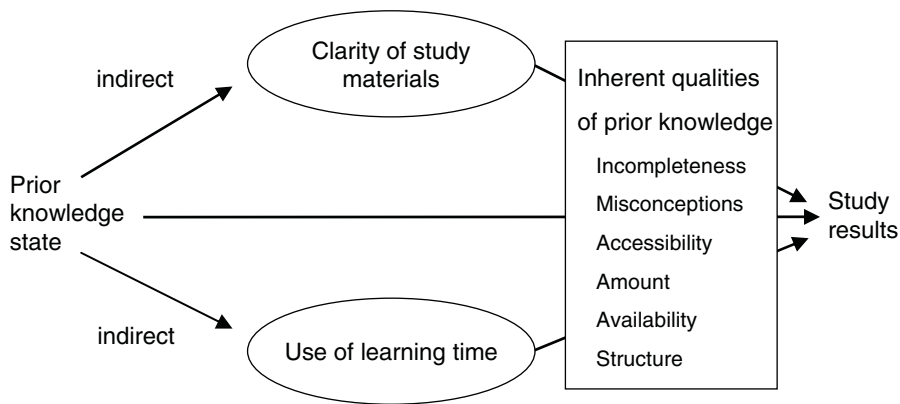 Clarity of study
materials
indirect
Inherent qualities
of prior knowledge
Incompleteness
Misconceptions
Accessibility
Amount
Availability
Structure
Prior
knowledge
state
Study
results
indirect
Use of learning time